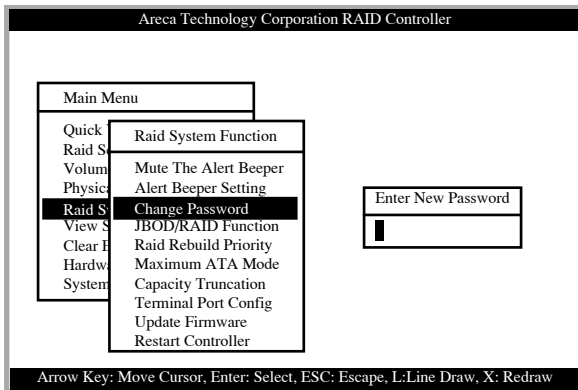 Areca Technology Corporation RAID Controller
Main Menu
Quick
Raid S
Volum
Physica
Raid S
View S
Clear E
Hardwa
System
Raid System Function
Mute The Alert Beeper
Alert Beeper Setting
Change Password
JBOD/RAID Function
Raid Rebuild Priority
Maximum ATA Mode
Capacity Truncation
Terminal Port Config
Update Firmware
Restart Controller
Enter New Password
Arrow Key: Move Cursor, Enter: Select, ESC: Escape, L:Line Draw, X: Redraw